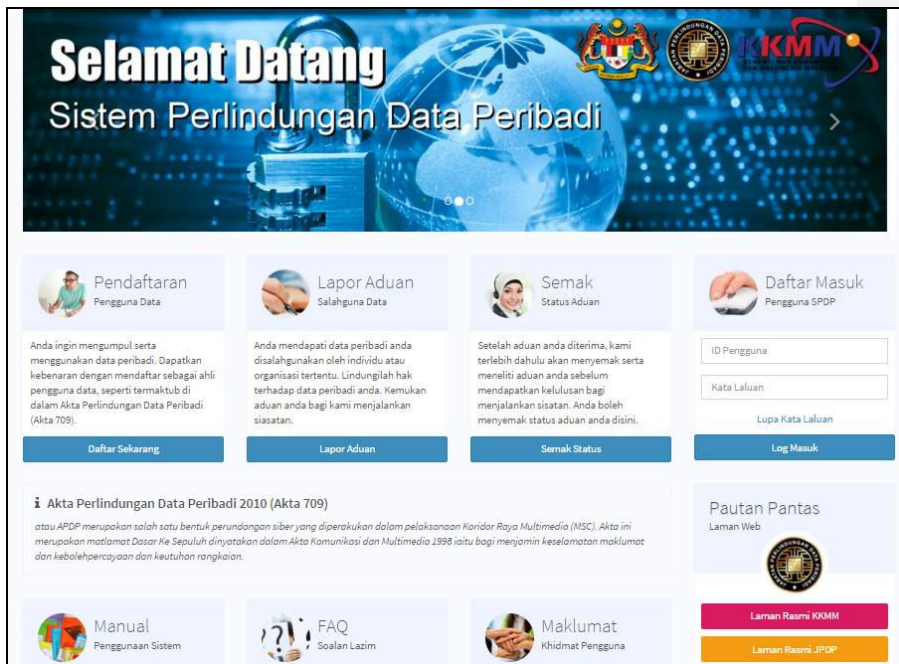 Selamat Datang
Sistem Perlindungan Data Peribadi
KKMM
Pendaftaran
Pengguna Data
Anda ingin mengumpul serta
menggunakan data peribadi. Dapatkan
kebenaran dengan mendaftar sebagai ahli
pengguna data, seperti termaktub di
dalam Akta Perlindungan Data Peribadi
(Akta 709).
Daftar Sekarang
Lapor Aduan
Salahguna Data
Anda mendapati data peribadi anda
disalahgunakan oleh individu atau
organisasi tertentu. Lindungilah hak
terhadap data peribadi anda. Kemukan
aduan anda bagi kami menjalankan
siasatan.
Lapor Aduan
Semak
Status Aduan
Setelah aduan anda diterima, kami
terlebih dahulu akan menyemak serta
meneliti aduan anda sebelum
mendapatkan kelulusan bagi
menjalankan sisatan. Anda boleh
menyemak status aduan anda disini.
Semak Status
Daftar Masuk
Pengguna SPDP
ID Pengguna
Kata Laluan
Lupa Kata Laluan
Log Masuk
i Akta Perlindungan Data Peribadi 2010 (Akta 709)
atau APDP merupakan salah satu bentuk perundangan siber yang diperakukan dalam pelaksanaan Koridor Raya Multimedia (MSC). Akta ini
merupakan matlamat Dasar Ke Sepuluh dinyatakan dalam Akta Komunikasi dan Multimedia 1998 iaitu bagi menjamin keselamatan maklumat
dan kebolehpercayaan dan keutuhan rangkaian.
Pautan Pantas
Laman Web
JABATAN PERLINDUNGAN DATA PERIBADI
Laman Rasmi KKMM
Laman Rasmi JPDP
Manual
Penggunaan Sistem
FAQ
Soalan Lazim
Maklumat
Khidmat Pengguna